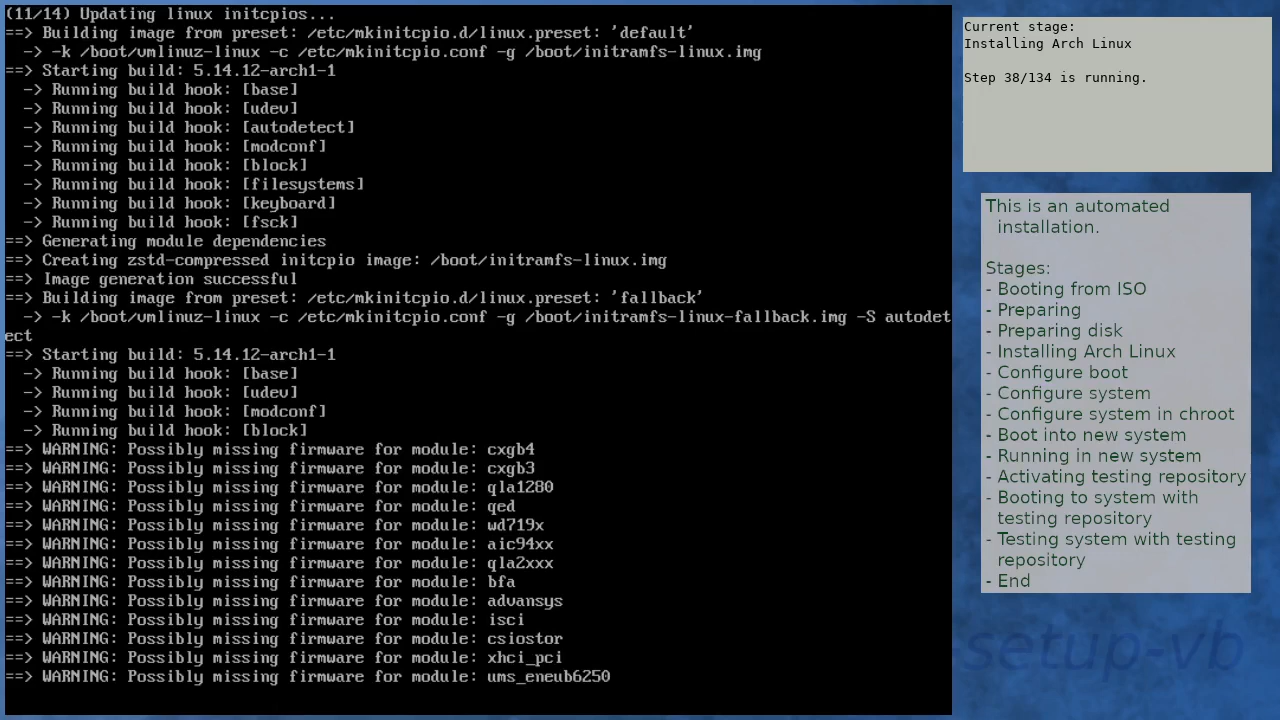 (11/14) Updating linux initcpios...
==> Building image from preset: /etc/mkinitcpio.d/linux.preset: 'default'
  -> -k /boot/vmlinuz-linux -c /etc/mkinitcpio.conf -g /boot/initramfs-linux.img
==> Starting build: 5.14.12-arch1-1
  -> Running build hook: [base]
  -> Running build hook: [udev]
  -> Running build hook: [autodetect]
  -> Running build hook: [modconf]
  -> Running build hook: [block]
  -> Running build hook: [filesystems]
  -> Running build hook: [keyboard]
  -> Running build hook: [fsck]
==> Generating module dependencies
==> Creating zstd-compressed initcpio image: /boot/initramfs-linux.img
==> Image generation successful
==> Building image from preset: /etc/mkinitcpio.d/linux.preset: 'fallback'
  -> -k /boot/vmlinuz-linux -c /etc/mkinitcpio.conf -g /boot/initramfs-linux-fallback.img -S autodet
ect
==> Starting build: 5.14.12-arch1-1
  -> Running build hook: [base]
  -> Running build hook: [udev]
  -> Running build hook: [modconf]
  -> Running build hook: [block]
==> WARNING: Possibly missing firmware for module: cxgb4
==> WARNING: Possibly missing firmware for module: cxgb3
==> WARNING: Possibly missing firmware for module: qla1280
==> WARNING: Possibly missing firmware for module: qed
==> WARNING: Possibly missing firmware for module: wd719x
==> WARNING: Possibly missing firmware for module: aic94xx
==> WARNING: Possibly missing firmware for module: qla2xxx
==> WARNING: Possibly missing firmware for module: bfa
==> WARNING: Possibly missing firmware for module: advansys
==> WARNING: Possibly missing firmware for module: isci
==> WARNING: Possibly missing firmware for module: csiostor
==> WARNING: Possibly missing firmware for module: xhci_pci
==> WARNING: Possibly missing firmware for module: ums_eneub6250
Current stage:
Installing Arch Linux
Step 38/134 is running.
This is an automated
installation.
Stages:
- Booting from ISO
- Preparing
- Preparing disk
- Installing Arch Linux
- Configure boot
- Configure system
- Configure system in chroot
- Boot into new system
- Running in new system
- Activating testing repository
- Booting to system with
testing repository
- Testing system with testing
repository
- End
setup-vb